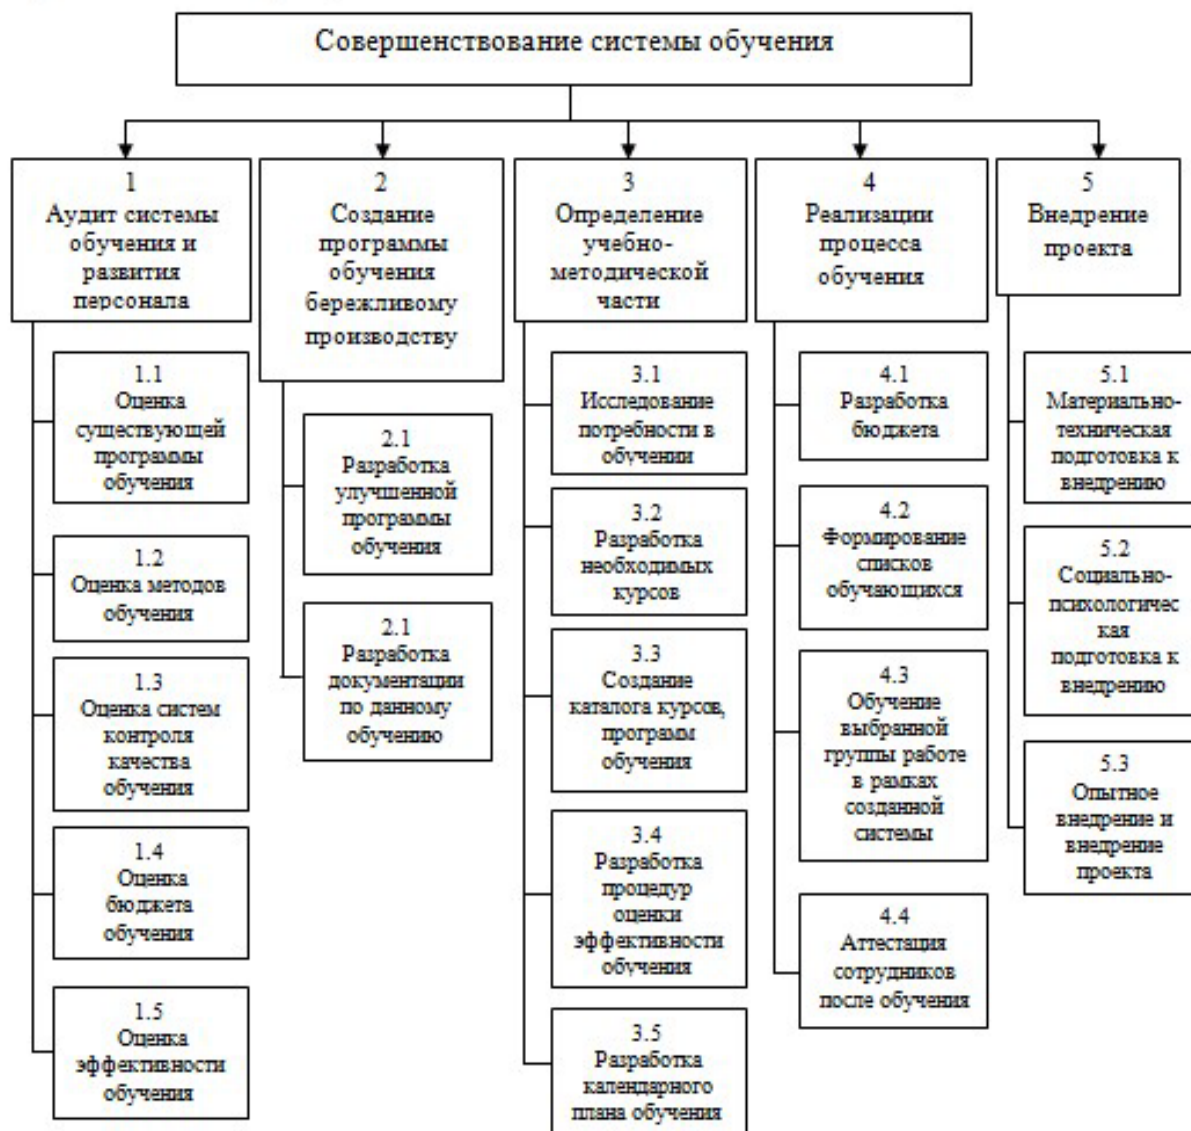 Совершенствование системы обучения
1
Аудит системы
обучения и
развития
персонала
1.1
Оценка
существующей
программы
обучения
1.2
Оценка методов
обучения
1.3
Оценка систем
контроля
качества
обучения
1.4
Оценка
бюджета
обучения
1.5
Оценка
эффективности
обучения
2
Создание
программы
обучения
бережливому
производству
2.1
Разработка
улучшенной
программы
обучения
2.1
Разработка
документации
по данному
обучению
3
Определение
учебно-
методической
части
3.1
Исследование
потребности в
обучении
3.2
Разработка
необходимых
курсов
3.3
Создание
каталога курсов,
программ
обучения
3.4
Разработка
процедур
оценки
эффективности
обучения
3.5
Разработка
календарного
плана обучения
4
Реализации
процесса
обучения
4.1
Разработка
бюджета
4.2
Формирование
списков
обучающихся
4.3
Обучение
выбранной
группы работе
в рамках
созданной
системы
4.4
Аттестация
сотрудников
после обучения
5
Внедрение
проекта
5.1
Материально-
техническая
подготовка к
внедрению
5.2
Социально-
психологичес
кая
подготовка к
внедрению
5.3
Опытное
внедрение и
внедрение
проекта